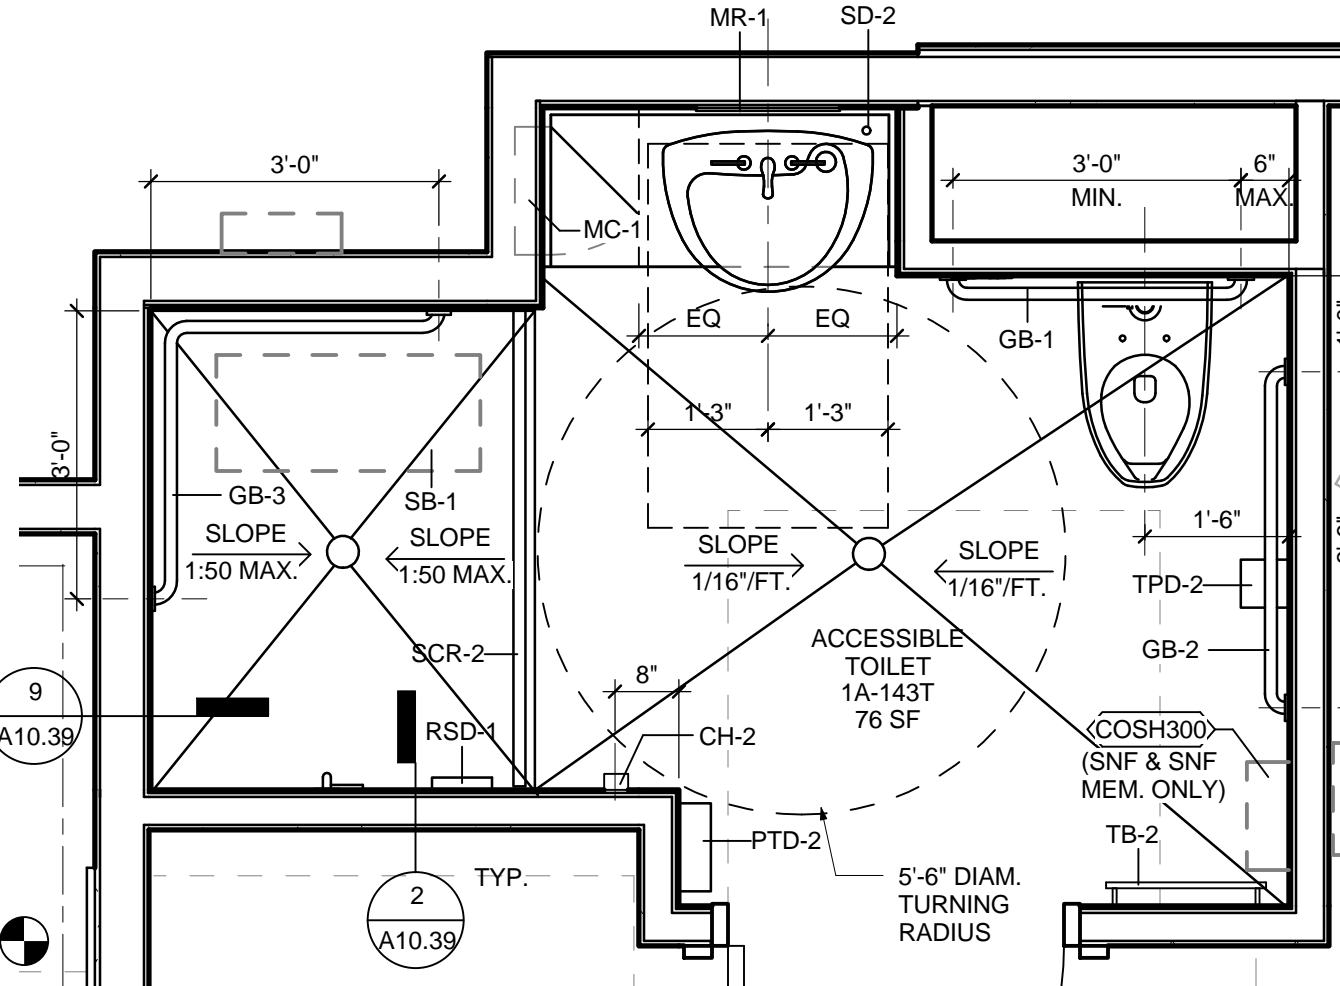 MR-1
SD-2
3'-0"
3'-0"
MIN.
6"
MAX.
MC-1
EQ
EQ
GB-1
1'-3"
1'-3"
3'-0"
GB-3
SB-1
SLOPE
1:50 MAX.
SLOPE
1:50 MAX.
SLOPE
1/16"/FT.
SLOPE
1/16"/FT.
1'-6"
TPD-2
ACCESSIBLE
TOILET
1A-143T
76 SF
GB-2
SCR-2
8"
9
A10.39
RSD-1
CH-2
COSH300
(SNF & SNF
MEM. ONLY)
PTD-2
TB-2
TYP.
2
A10.39
5'-6" DIAM.
TURNING
RADIUS